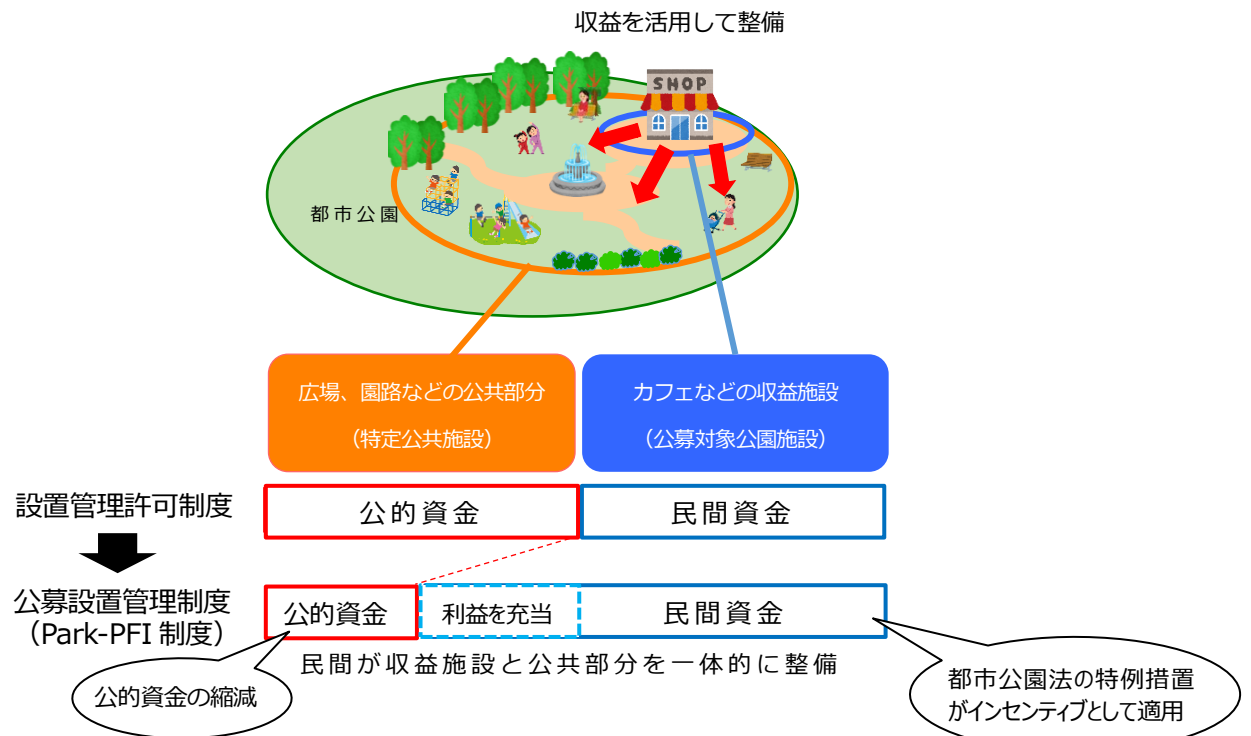 収益を活用して整備
SHOP
都市公園
広場、園路などの公共部分
（特定公共施設）
カフェなどの収益施設
（公募対象公園施設）
設置管理許可制度
公的資金
民間資金
公募設置管理制度
（Park-PFI 制度）
公的資金
利益を充当
民間資金
民間が収益施設と公共部分を一体的に整備
公的資金の縮減
都市公園法の特例措置
がインセンティブとして適用